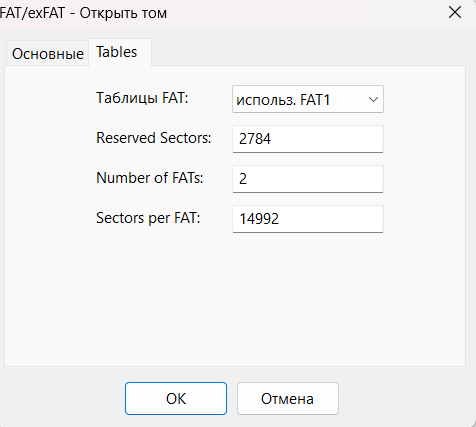 FAT/exFAT - Открыть том
Основные Tables
Таблицы FAT: использ. FAT1
Reserved Sectors: 2784
Number of FATs: 2
Sectors per FAT: 14992
OK Отмена